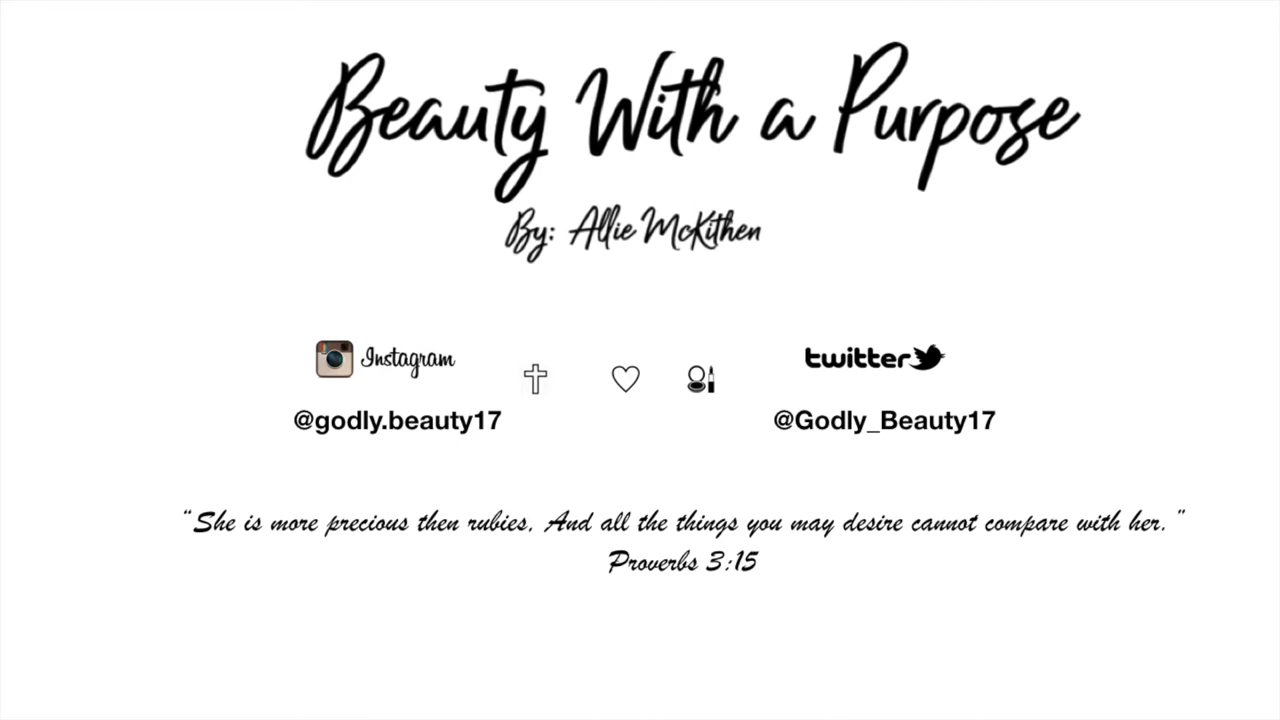 Beauty With a Purpose
By: Allie McKithen
Instagram
twitter
@godly.beauty17
@Godly_Beauty17
“She is more precious then rubies, And all the things you may desire cannot compare with her.”
Proverbs 3:15